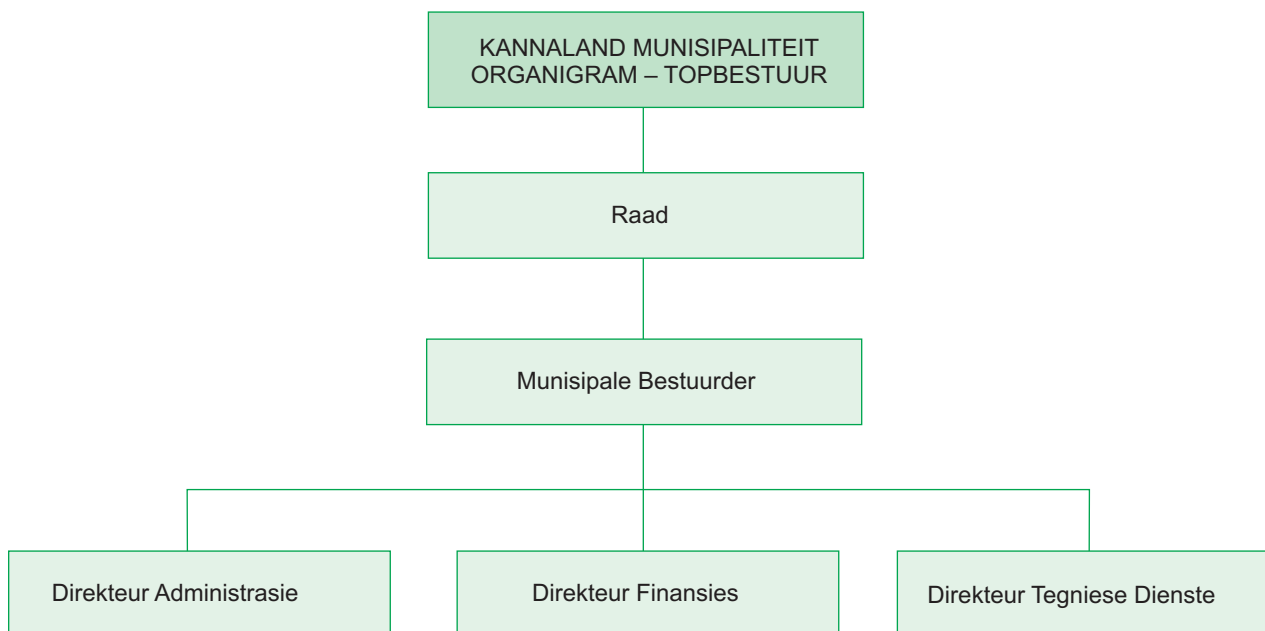 KANNALAND MUNISIPALITEIT
ORGANIGRAM – TOPBESTUUR
Raad
Munisipale Bestuurder
Direkteur Administrasie
Direkteur Finansies
Direkteur Tegniese Dienste